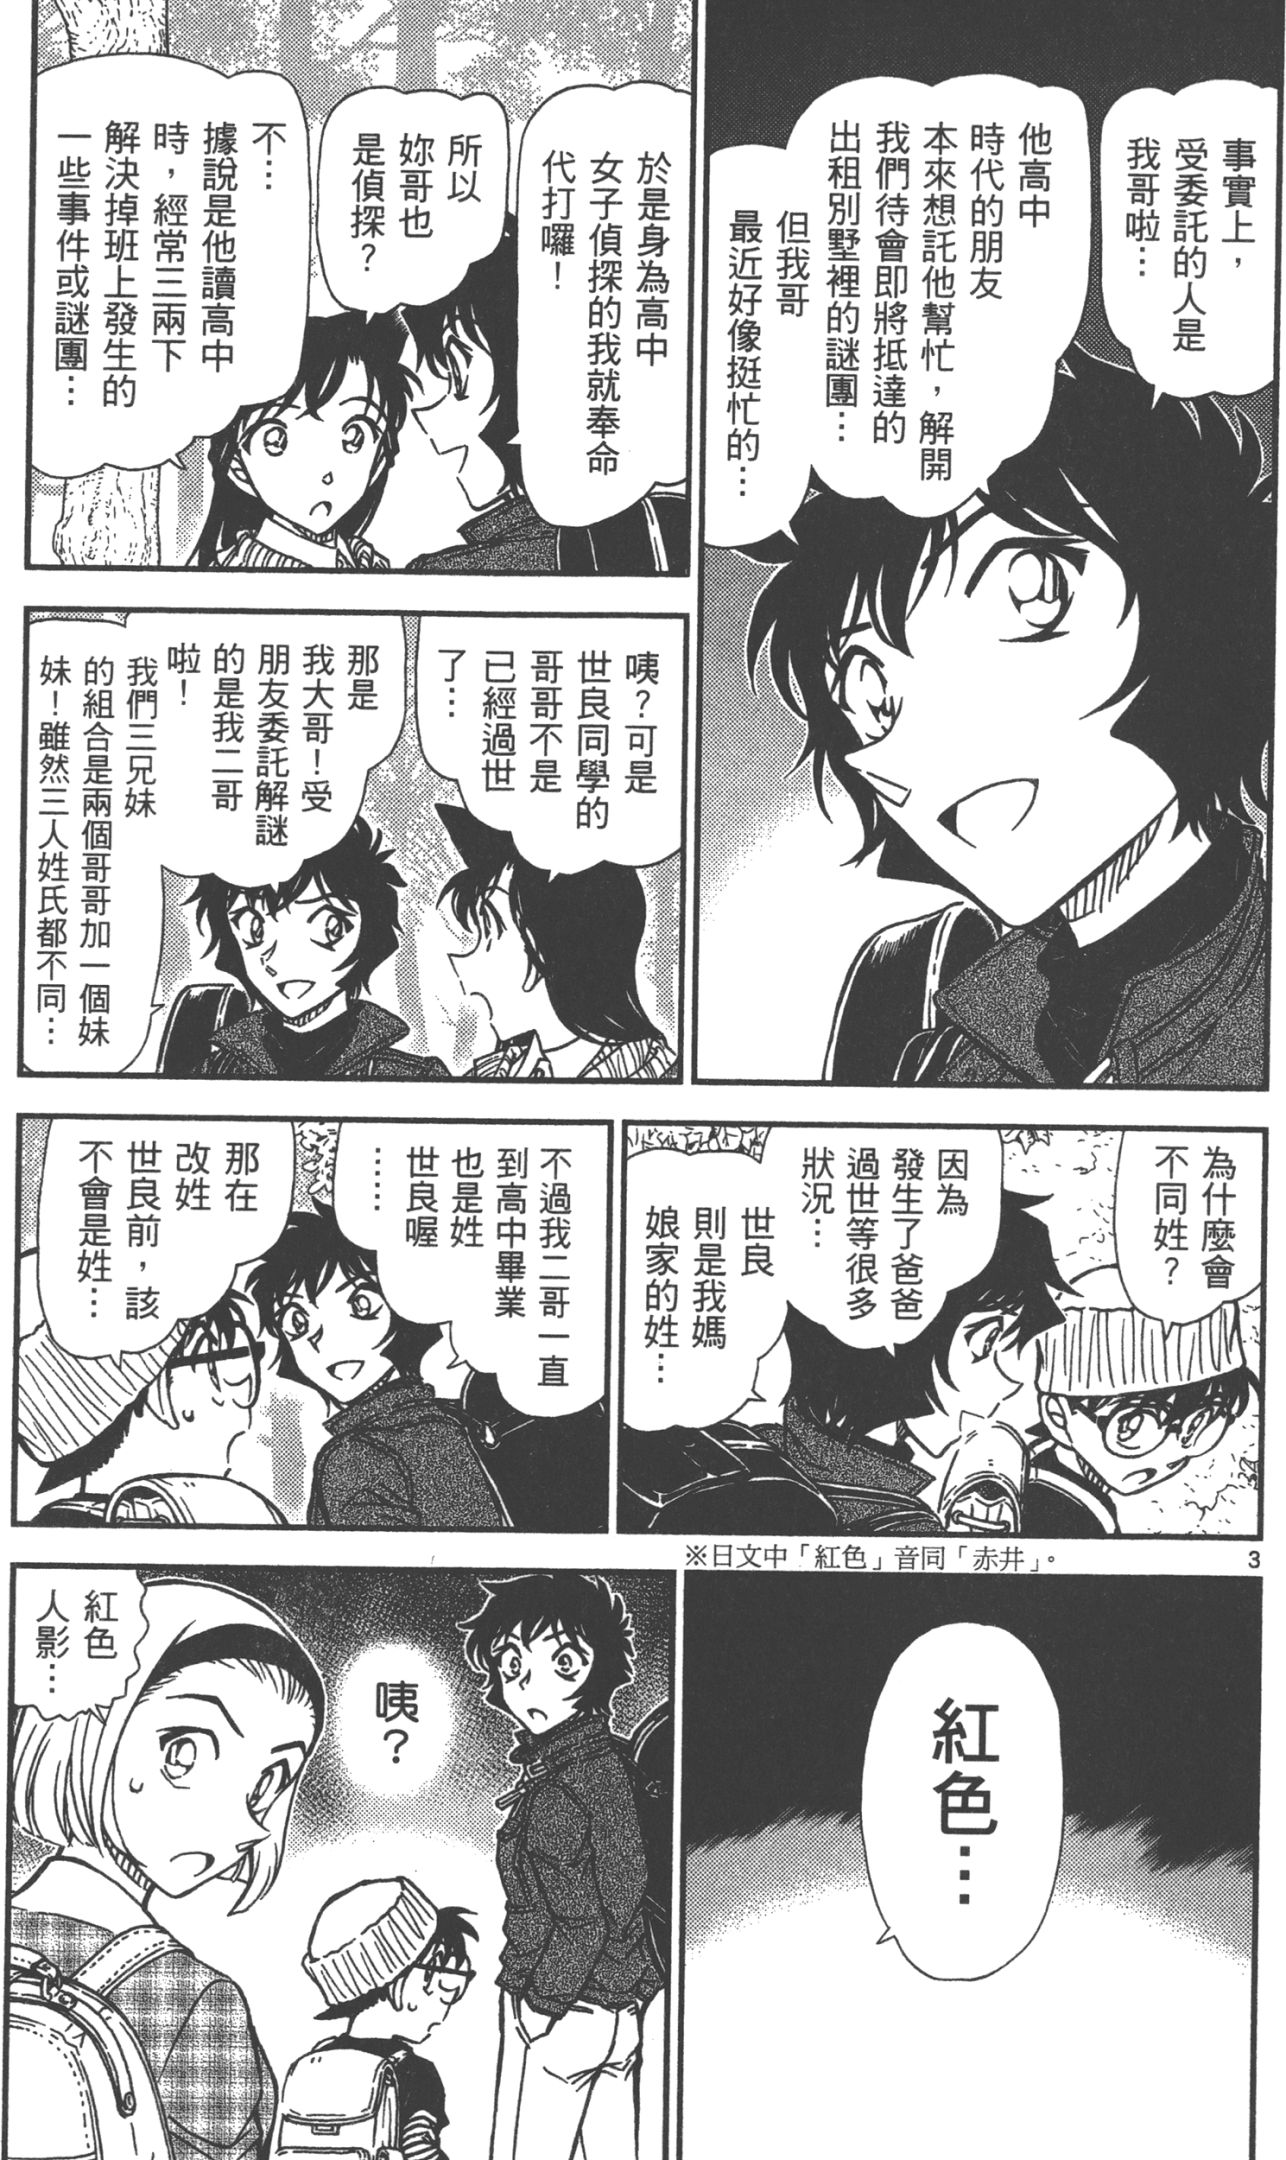 事實上，
受委託的人是
我哥啦…
他高中
時代的朋友
本來想託他幫忙，解開
我們待會即將抵達的
出租別墅裡的謎團…
但我哥
最近好像挺忙的…
於是身為高中
女子偵探的我就奉命
代打囉！
所以
妳哥也
是偵探？
不…
據說是他讀高中
時，經常三兩下
解決掉班上發生的
一些事件或謎團…
咦？可是
世良同學的
哥哥不是
已經過世
了…
那是
我大哥！受
朋友委託解謎
的是我二哥
啦！
我們三兄妹
的組合是兩個哥哥加一個妹
妹！雖然三人姓氏都不同…
為什麼會
不同姓？
因為
發生了爸爸
過世等很多
狀況…
世良
則是我媽
娘家的姓…
不過我二哥一直
到高中畢業
也是姓
世良喔
……
那在
改姓
世良前，該
不會是姓…
※日文中「紅色」音同「赤井」。
3
紅色…
咦？
紅色
人影…